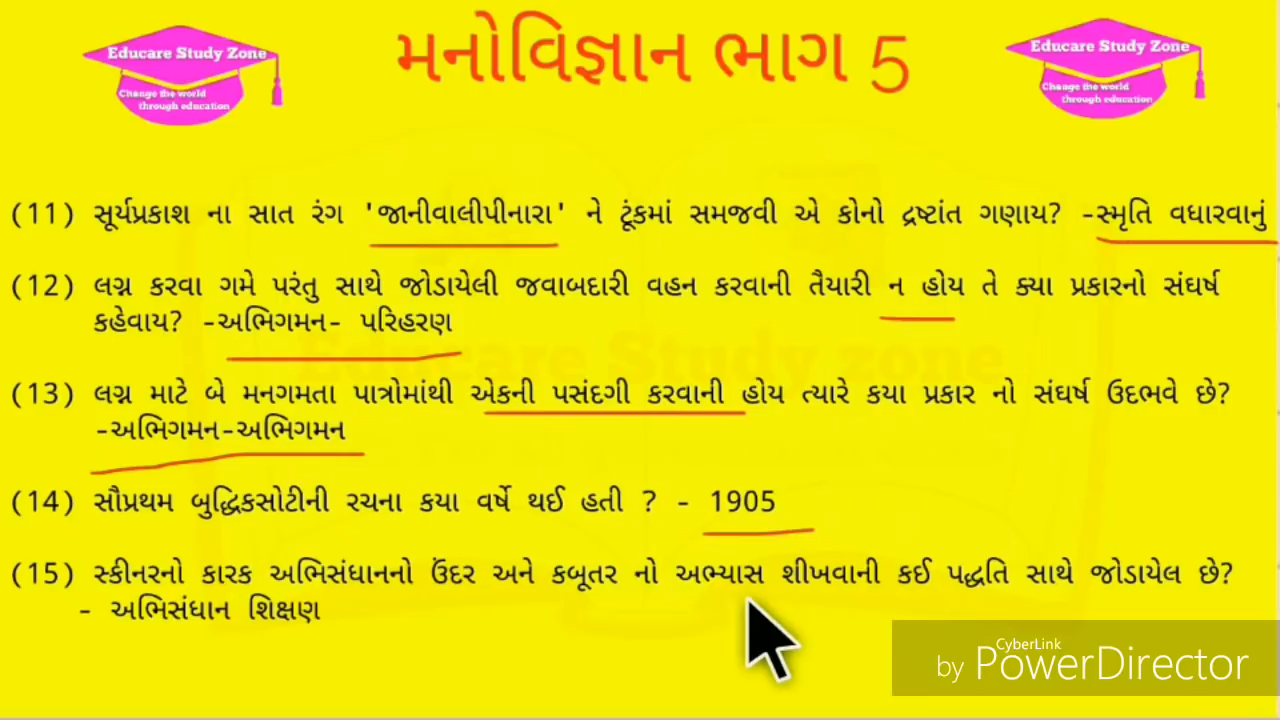 Educare Study Zone
Change the world
through education
મનોવિજ્ઞાન ભાગ 5
Educare Study Zone
Change the world
through education
(11) સૂર્યપ્રકાશ ના સાત રંગ 'જાનીવાલીપીનારા' ને ટૂંકમાં સમજવી એ કોનો દ્રષ્ટાંત ગણાય? -સ્મૃતિ વધારવાનું
(12) લગ્ન કરવા ગમે પરંતુ સાથે જોડાયેલી જવાબદારી વહન કરવાની તૈયારી ન હોય તે ક્યા પ્રકારનો સંઘર્ષ
કહેવાય? -અભિગમન- પરિહરણ
Educare Study zone
(13) લગ્ન માટે બે મનગમતા પાત્રોમાંથી એકની પસંદગી કરવાની હોય ત્યારે કયા પ્રકાર નો સંઘર્ષ ઉદભવે છે?
-અભિગમન-અભિગમન
(14) સૌપ્રથમ બુદ્ધિકસોટીની રચના કયા વર્ષે થઈ હતી ? - 1905
(15) સ્કીનરનો કારક અભિસંધાનનો ઉંદર અને કબૂતર નો અભ્યાસ શીખવાની કઈ પદ્ધતિ સાથે જોડાયેલ છે?
- અભિસંધાન શિક્ષણ
CyberLink
by PowerDirector